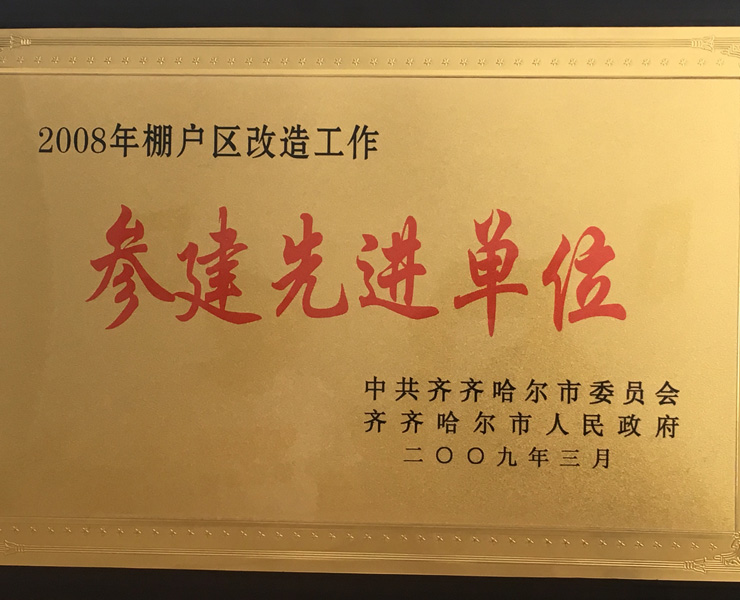 2008年棚户区改造工作
参建先进单位
中共齐齐哈尔市委员会
齐齐哈尔市人民政府
二〇〇九年三月